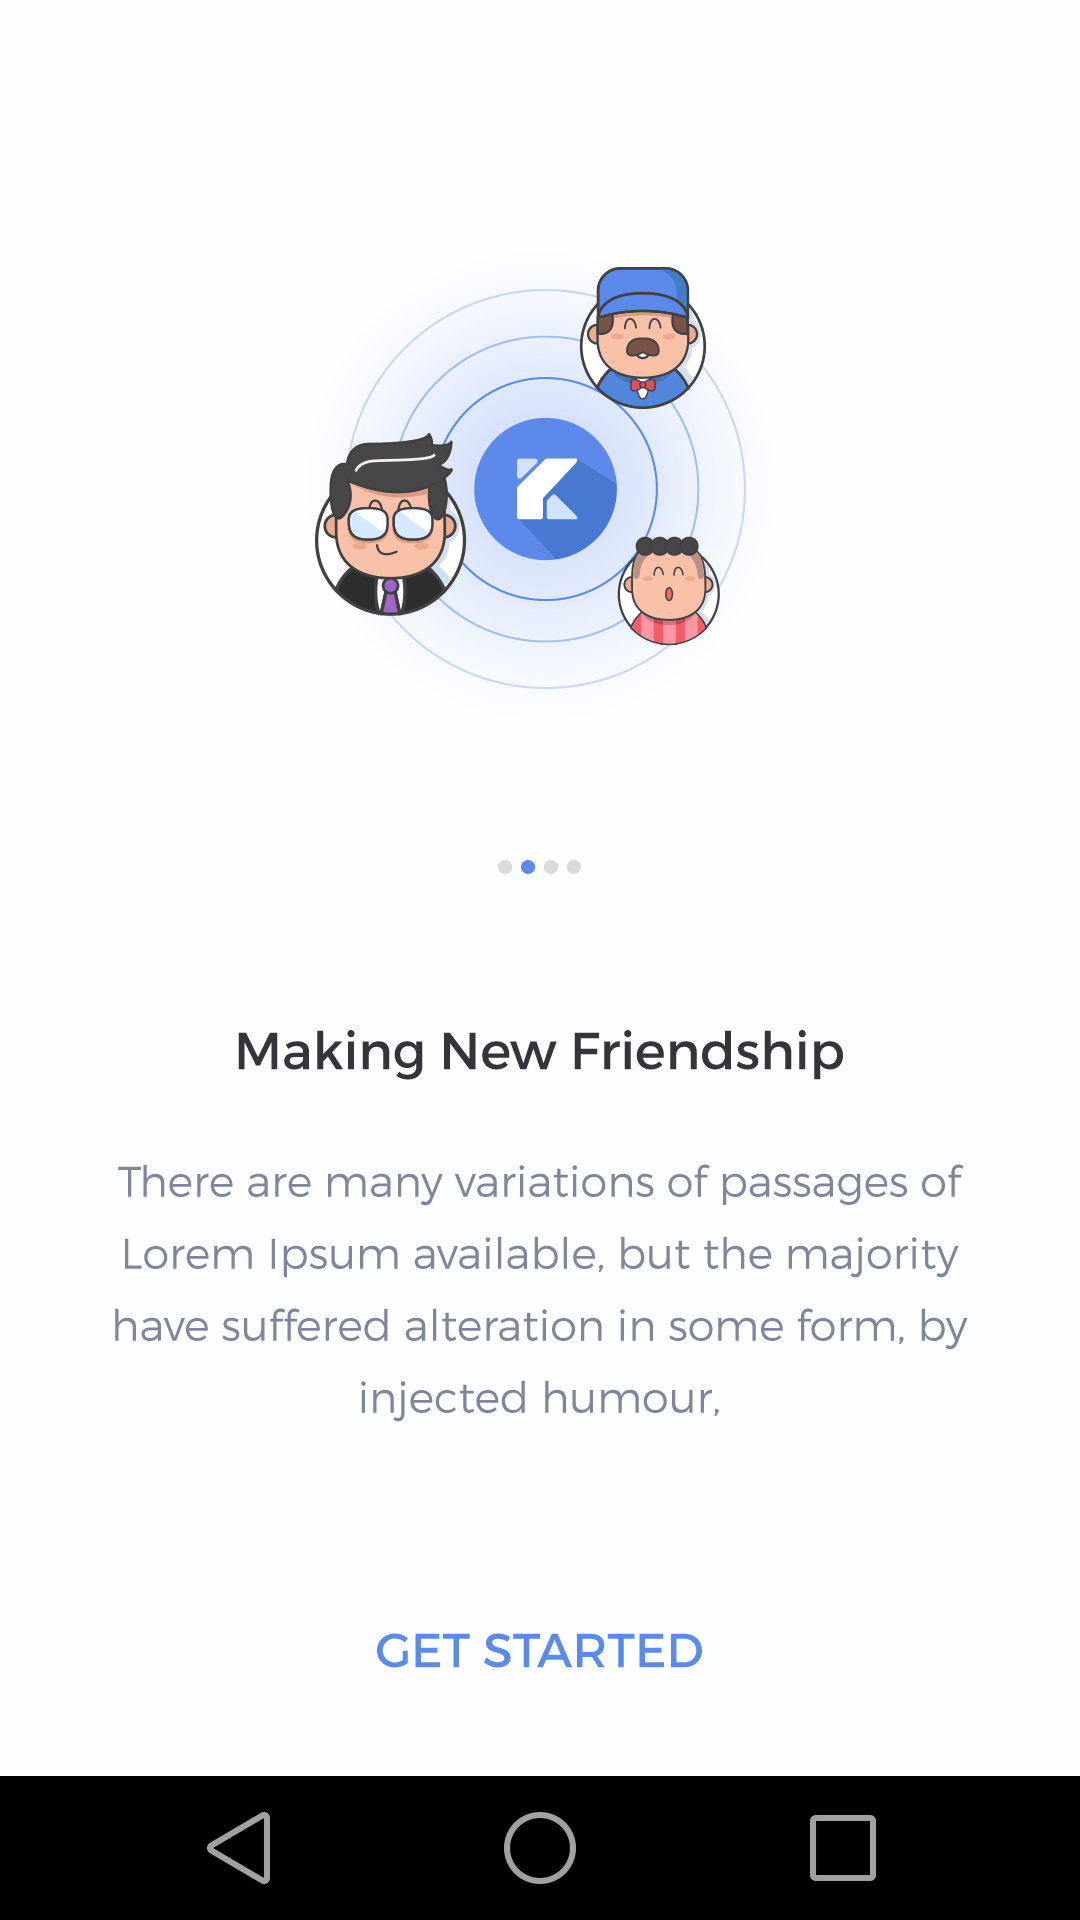 Making New Friendship
There are many variations of passages of
Lorem Ipsum available, but the majority
have suffered alteration in some form, by
injected humour,
GET STARTED